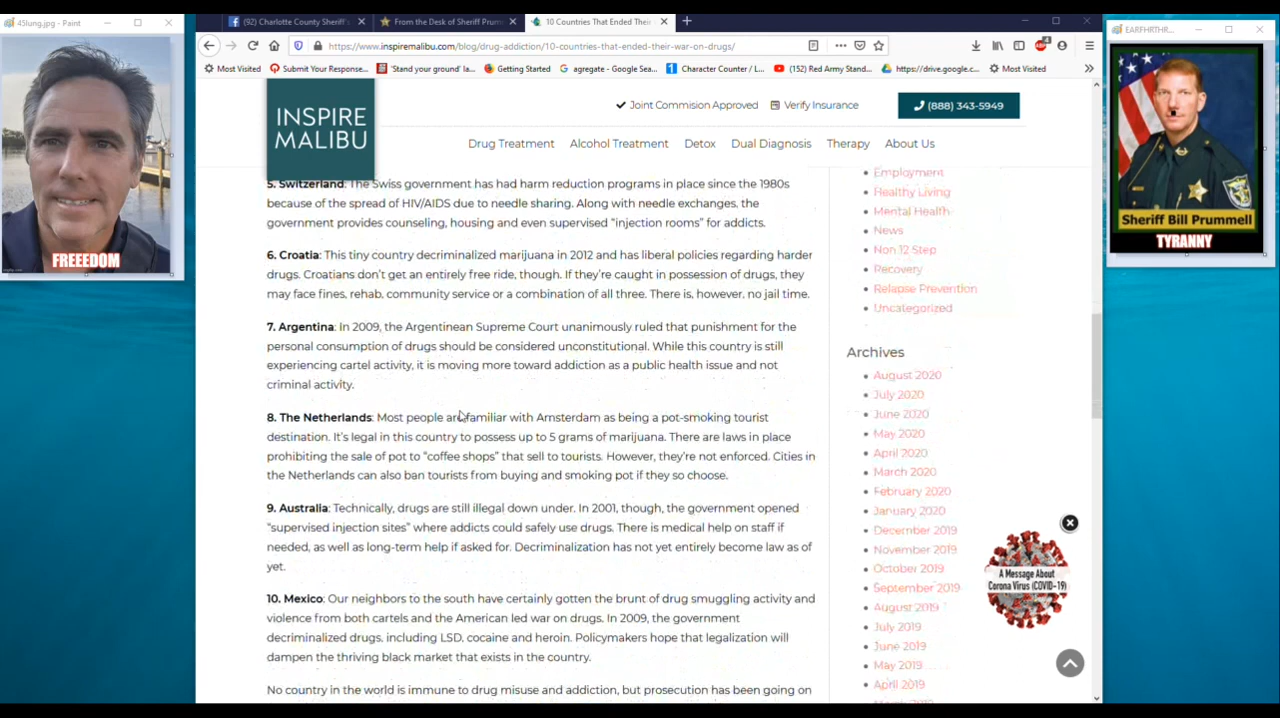 45lung.jpg - Paint
FREEEDOM
(92) Charlotte County Sheriff's
From the Desk of Sheriff Prum
10 Countries That Ended Their
https://www.inspiremalibu.com/blog/drug-addiction/10-countries-that-ended-their-war-on-drugs/
Most Visited
Submit Your Response...
'Stand your ground' la...
Getting Started
agregate - Google Sea...
Character Counter / L...
(152) Red Army Stand...
https://drive.google.c...
Most Visited
INSPIRE
MALIBU
Joint Commision Approved
Verify Insurance
(888) 343-5949
Drug Treatment
Alcohol Treatment
Detox
Dual Diagnosis
Therapy
About Us
5. Switzerland: The Swiss government has had harm reduction programs in place since the 1980s
because of the spread of HIV/AIDS due to needle sharing. Along with needle exchanges, the
government provides counseling, housing and even supervised “injection rooms” for addicts.
6. Croatia: This tiny country decriminalized marijuana in 2012 and has liberal policies regarding harder
drugs. Croatians don’t get an entirely free ride, though. If they’re caught in possession of drugs, they
may face fines, rehab, community service or a combination of all three. There is, however, no jail time.
7. Argentina: In 2009, the Argentinean Supreme Court unanimously ruled that punishment for the
personal consumption of drugs should be considered unconstitutional. While this country is still
experiencing cartel activity, it is moving more toward addiction as a public health issue and not
criminal activity.
8. The Netherlands: Most people are familiar with Amsterdam as being a pot-smoking tourist
destination. It’s legal in this country to possess up to 5 grams of marijuana. There are laws in place
prohibiting the sale of pot to “coffee shops” that sell to tourists. However, they’re not enforced. Cities in
the Netherlands can also ban tourists from buying and smoking pot if they so choose.
9. Australia: Technically, drugs are still illegal down under. In 2001, though, the government opened
“supervised injection sites” where addicts could safely use drugs. There is medical help on staff if
needed, as well as long-term help if asked for. Decriminalization has not yet entirely become law as of
yet.
10. Mexico: Our neighbors to the south have certainly gotten the brunt of drug smuggling activity and
violence from both cartels and the American led war on drugs. In 2009, the government
decriminalized drugs, including LSD, cocaine and heroin. Policymakers hope that legalization will
dampen the thriving black market that exists in the country.
No country in the world is immune to drug misuse and addiction, but prosecution has been going on
Employment
Healthy Living
Mental Health
News
Non 12 Step
Recovery
Relapse Prevention
Uncategorized
Archives
August 2020
July 2020
June 2020
May 2020
April 2020
March 2020
February 2020
January 2020
December 2019
November 2019
October 2019
September 2019
August 2019
July 2019
June 2019
May 2019
April 2019
A Message About
Corona Virus (COVID-19)
EARFHRTHR...
Sheriff Bill Prummell
TYRANNY